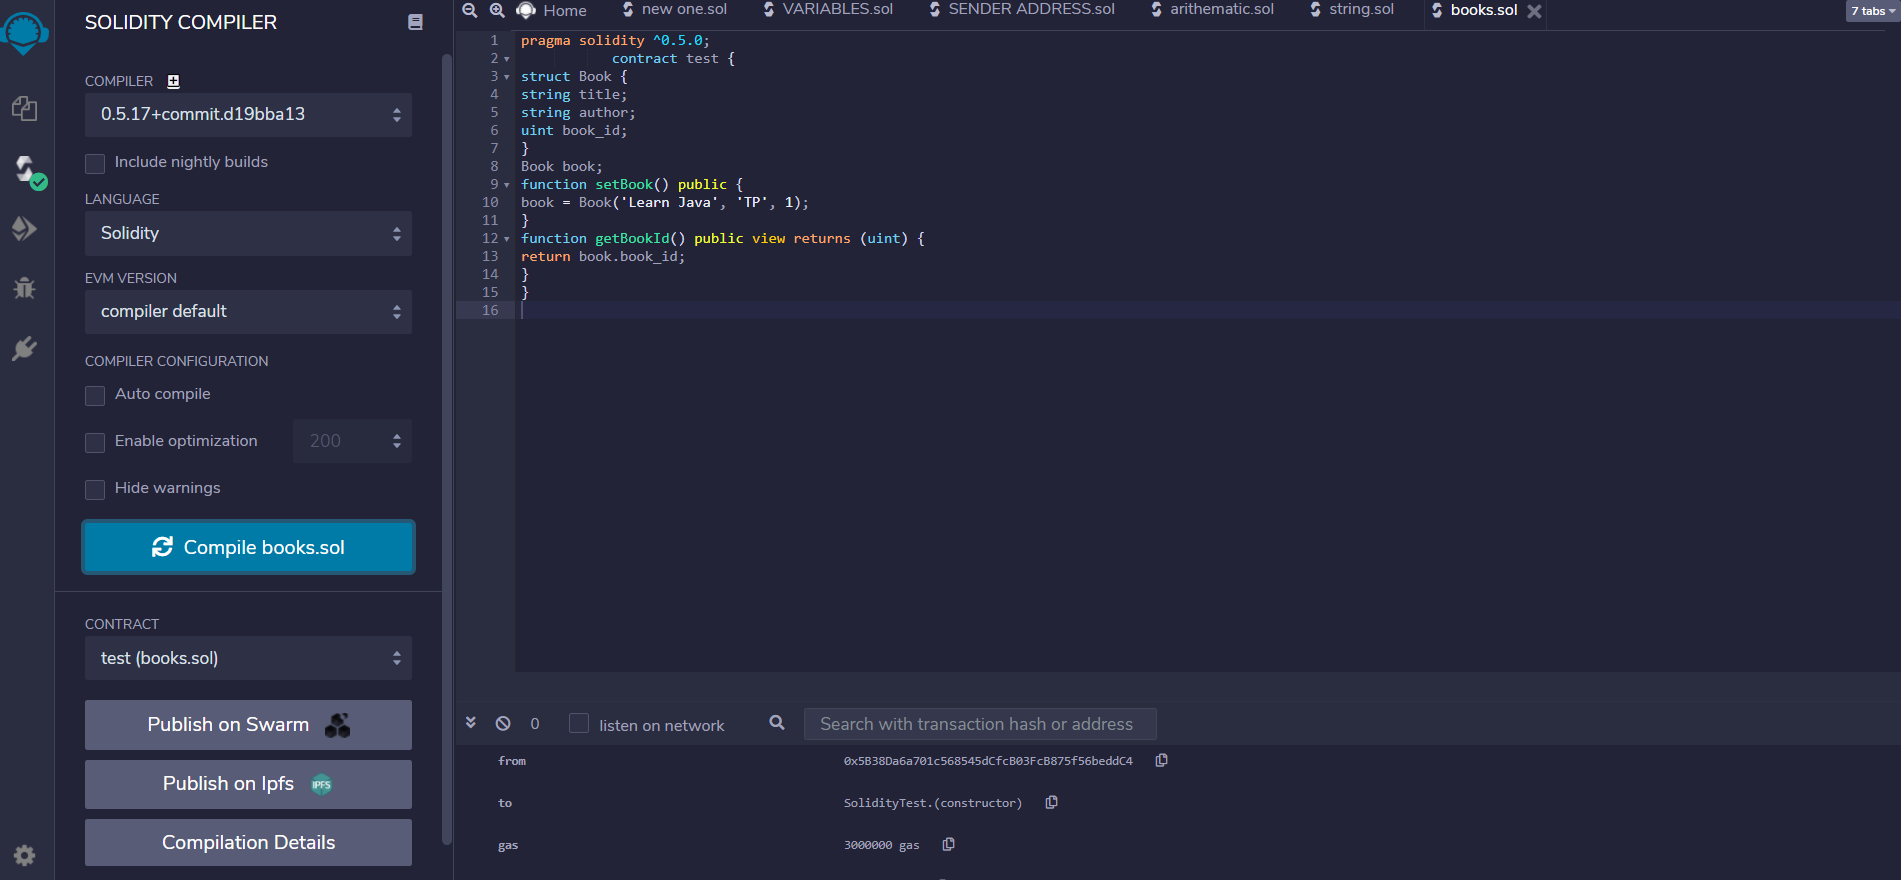 SOLIDITY COMPILER
COMPILER
0.5.17+commit.d19bba13
Include nightly builds
LANGUAGE
Solidity
EVM VERSION
compiler default
COMPILER CONFIGURATION
Auto compile
Enable optimization 200
Hide warnings
Compile books.sol
CONTRACT
test (books.sol)
Publish on Swarm
Publish on Ipfs IPFS
Compilation Details
Home new one.sol VARIABLES.sol SENDER ADDRESS.sol arithematic.sol string.sol books.sol 7 tabs
1 pragma solidity ^0.5.0;
2 contract test {
3 struct Book {
4 string title;
5 string author;
6 uint book_id;
7 }
8 Book book;
9 function setBook() public {
10 book = Book('Learn Java', 'TP', 1);
11 }
12 function getBookId() public view returns (uint) {
13 return book.book_id;
14 }
15 }
16
0 listen on network Search with transaction hash or address
from 0x5B38Da6a701c568545dCfcB03FcB875f56beddC4
to SolidityTest.(constructor)
gas 3000000 gas